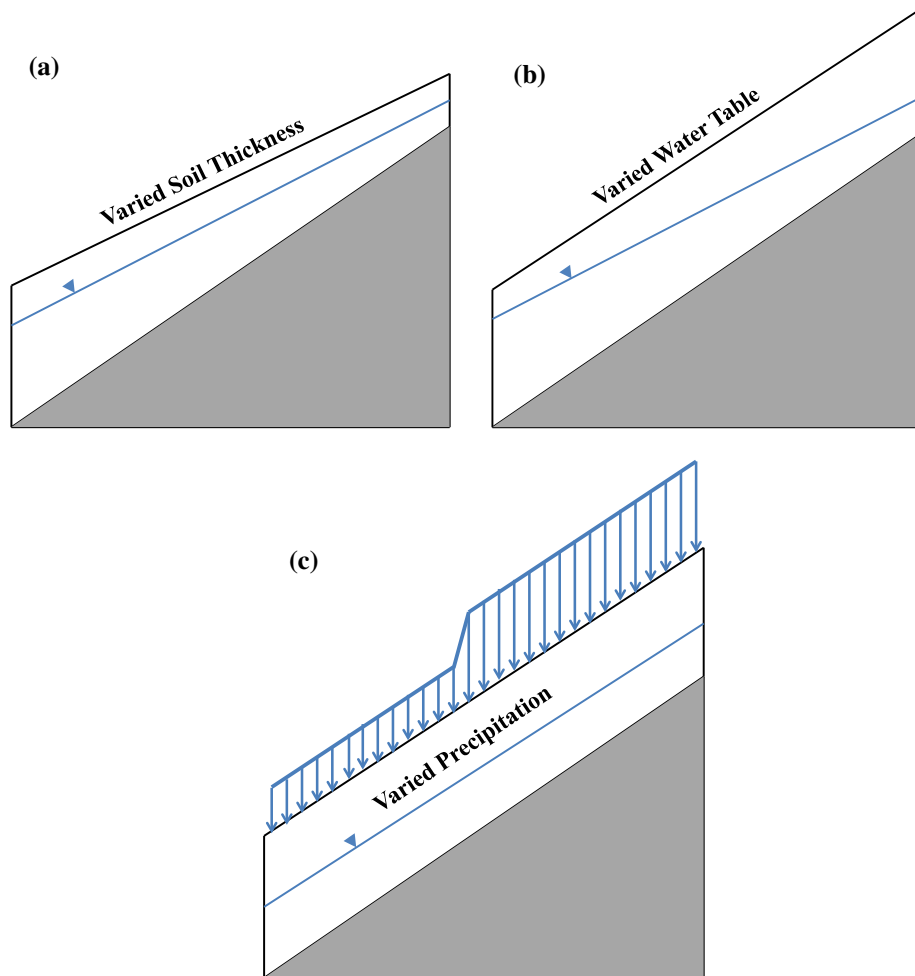 (a)
Varied Soil Thickness
(b)
Varied Water Table
(c)
Varied Precipitation